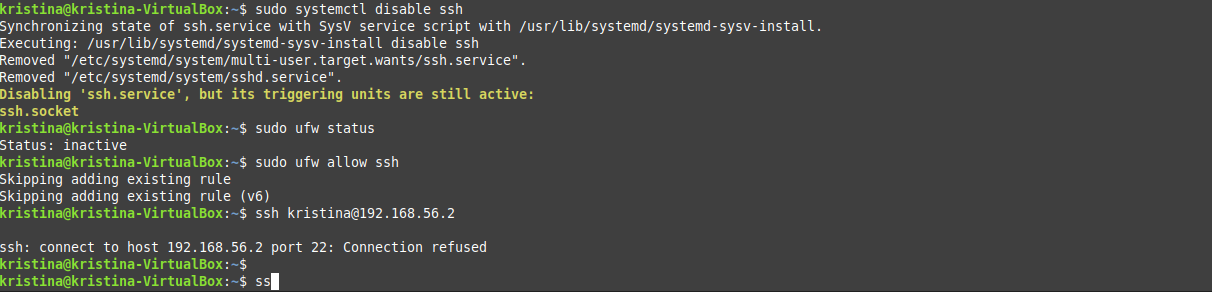 kristina@kristina-VirtualBox:~$ sudo systemctl disable ssh
Synchronizing state of ssh.service with SysV service script with /usr/lib/systemd/systemd-sysv-install.
Executing: /usr/lib/systemd/systemd-sysv-install disable ssh
Removed "/etc/systemd/system/multi-user.target.wants/ssh.service".
Removed "/etc/systemd/system/sshd.service".
Disabling 'ssh.service', but its triggering units are still active:
ssh.socket
kristina@kristina-VirtualBox:~$ sudo ufw status
Status: inactive
kristina@kristina-VirtualBox:~$ sudo ufw allow ssh
Skipping adding existing rule
Skipping adding existing rule (v6)
kristina@kristina-VirtualBox:~$ ssh kristina@192.168.56.2
ssh: connect to host 192.168.56.2 port 22: Connection refused
kristina@kristina-VirtualBox:~$
kristina@kristina-VirtualBox:~$ ss